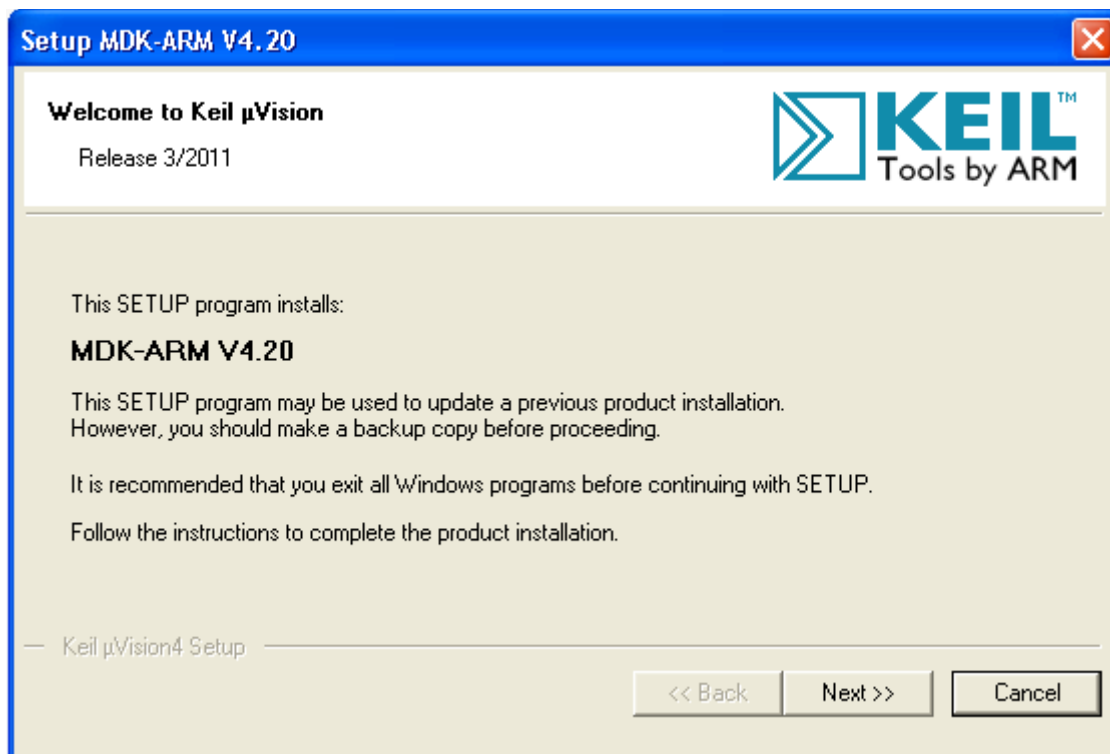 Setup MDK-ARM V4.20
Welcome to Keil µVision
Release 3/2011
KEIL™
Tools by ARM
This SETUP program installs:
MDK-ARM V4.20
This SETUP program may be used to update a previous product installation.
However, you should make a backup copy before proceeding.
It is recommended that you exit all Windows programs before continuing with SETUP.
Follow the instructions to complete the product installation.
Keil µVision4 Setup
<< Back
Next >>
Cancel